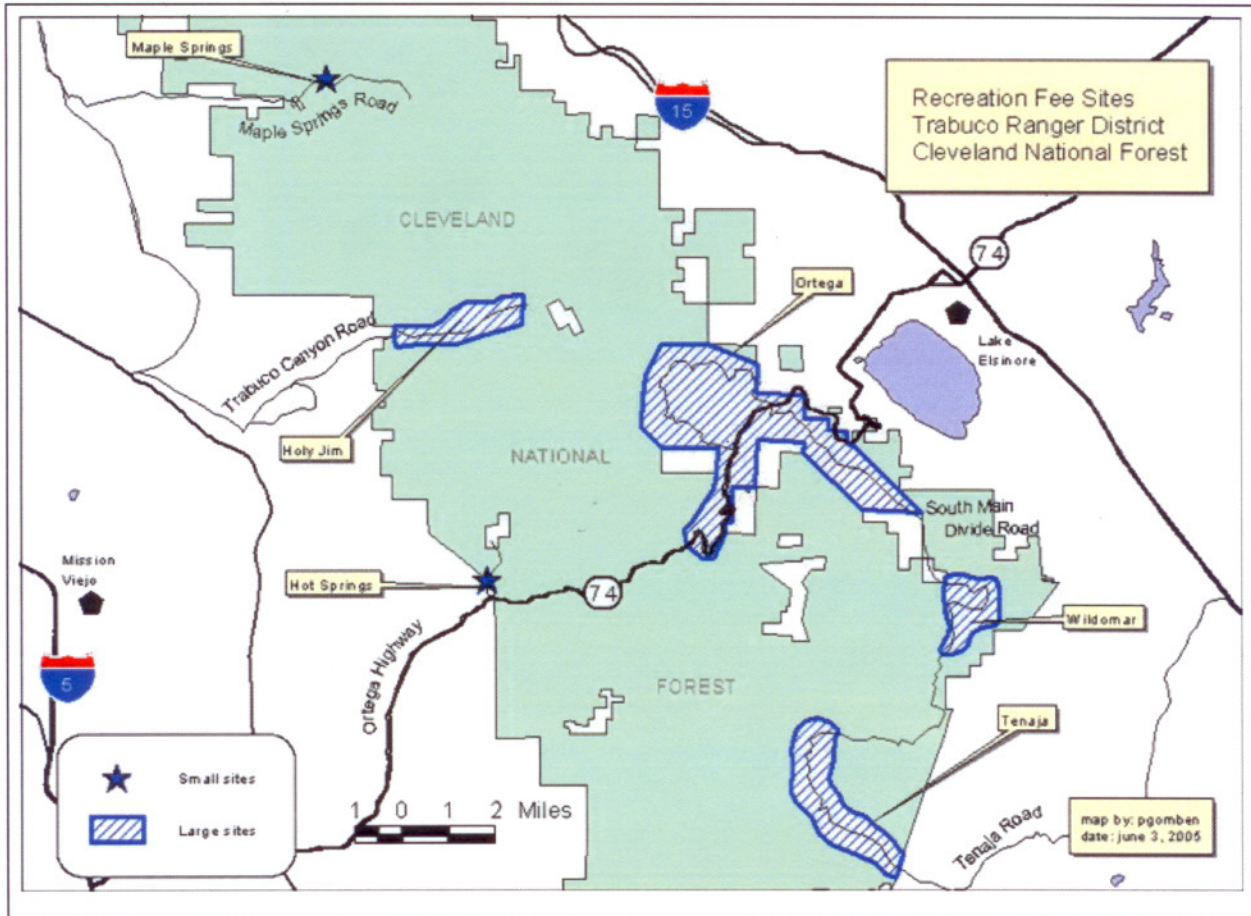 Maple Springs
Maple Springs Road
15
Recreation Fee Sites
Trabuco Ranger District
Cleveland National Forest
CLEVELAND
74
Ortega
Lake
Elsinore
Trabuco Canyon Road
Holy Jim
NATIONAL
South Main
Divide Road
Mission
Viejo
Hot Springs
74
Wildomar
Ortega Highway
5
FOREST
Tenaja
Small sites
Large sites
1 0 1 2 Miles
Tenaja Road
map by: pgomben
date: june 3, 2005